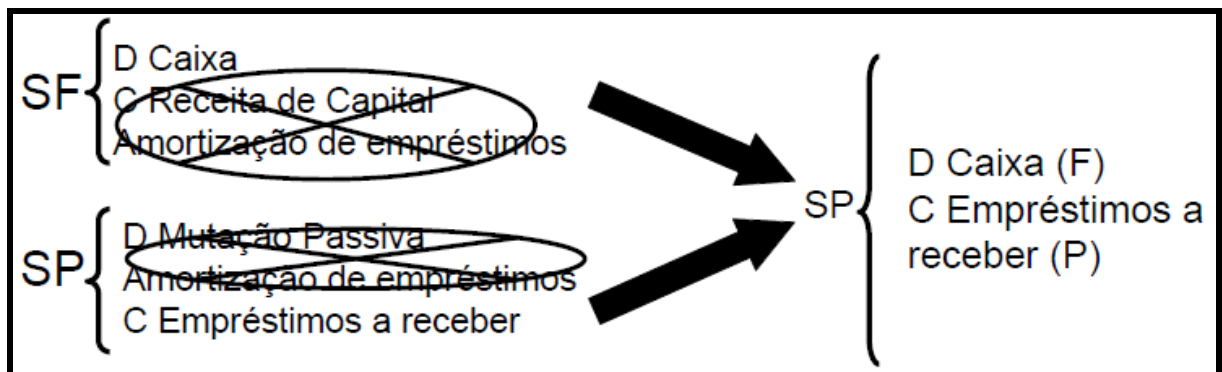 SF
D Caixa
C Receita de Capital
Amortização de empréstimos
SP
D Mutação Passiva
Amortização de empréstimos
C Empréstimos a receber
SP
D Caixa (F)
C Empréstimos a
receber (P)